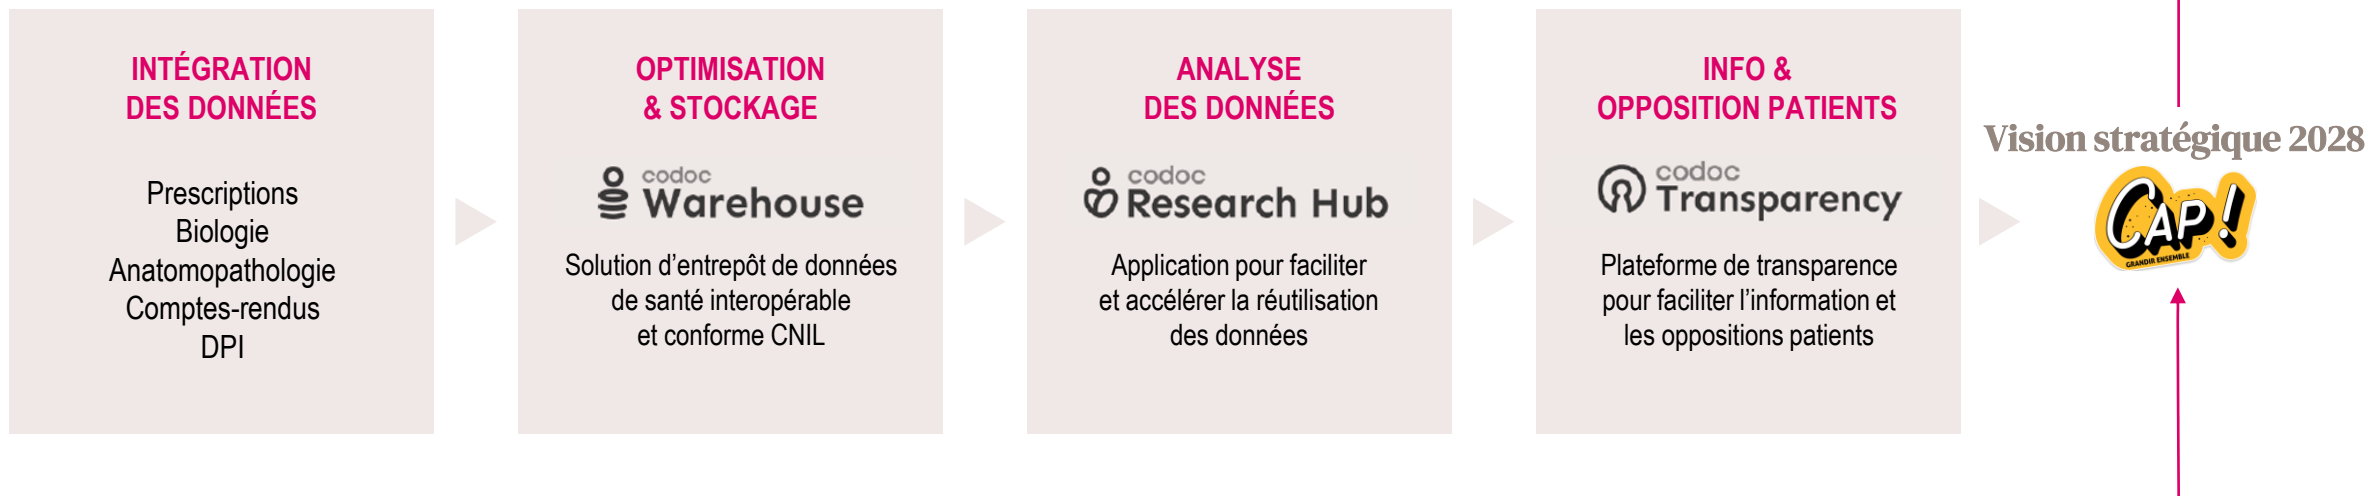 INTÉGRATION
DES DONNÉES
Prescriptions
Biologie
Anatomopathologie
Comptes-rendus
DPI
OPTIMISATION
& STOCKAGE
codoc
Warehouse
Solution d’entrepôt de données
de santé interopérable
et conforme CNIL
ANALYSE
DES DONNÉES
codoc
Research Hub
Application pour faciliter
et accélérer la réutilisation
des données
INFO &
OPPOSITION PATIENTS
codoc
Transparency
Plateforme de transparence
pour faciliter l’information et
les oppositions patients
Vision stratégique 2028
CAP!
GRANDIR ENSEMBLE